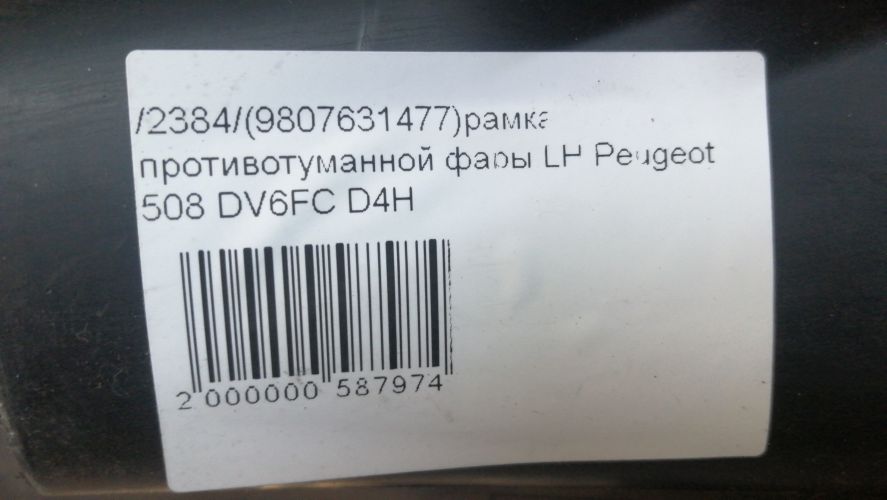 /2384/(9807631477)рамка
противотуманной фары LH Peugeot
508 DV6FC D4H
2 000000 587974